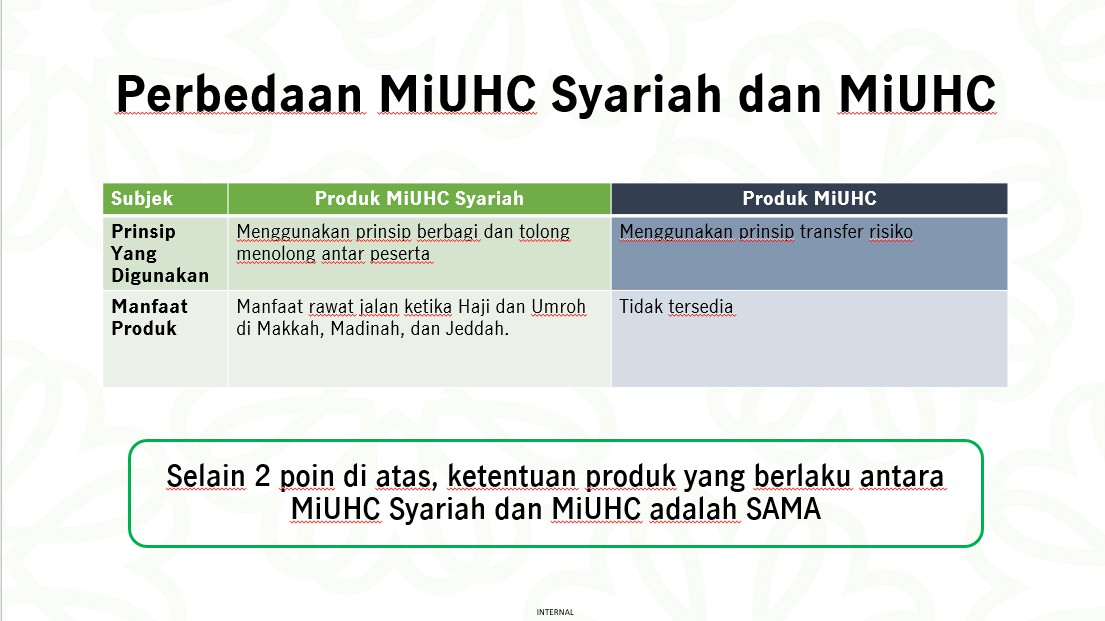 Perbedaan MiUHC Syariah dan MiUHC
Subjek
Produk MiUHC Syariah
Produk MiUHC
Prinsip
Yang
Digunakan
Menggunakan prinsip berbagi dan tolong
menolong antar peserta
Menggunakan prinsip transfer risiko
Manfaat
Produk
Manfaat rawat jalan ketika Haji dan Umroh
di Makkah, Madinah, dan Jeddah.
Tidak tersedia
Selain 2 poin di atas, ketentuan produk yang berlaku antara
MiUHC Syariah dan MiUHC adalah SAMA
INTERNAL